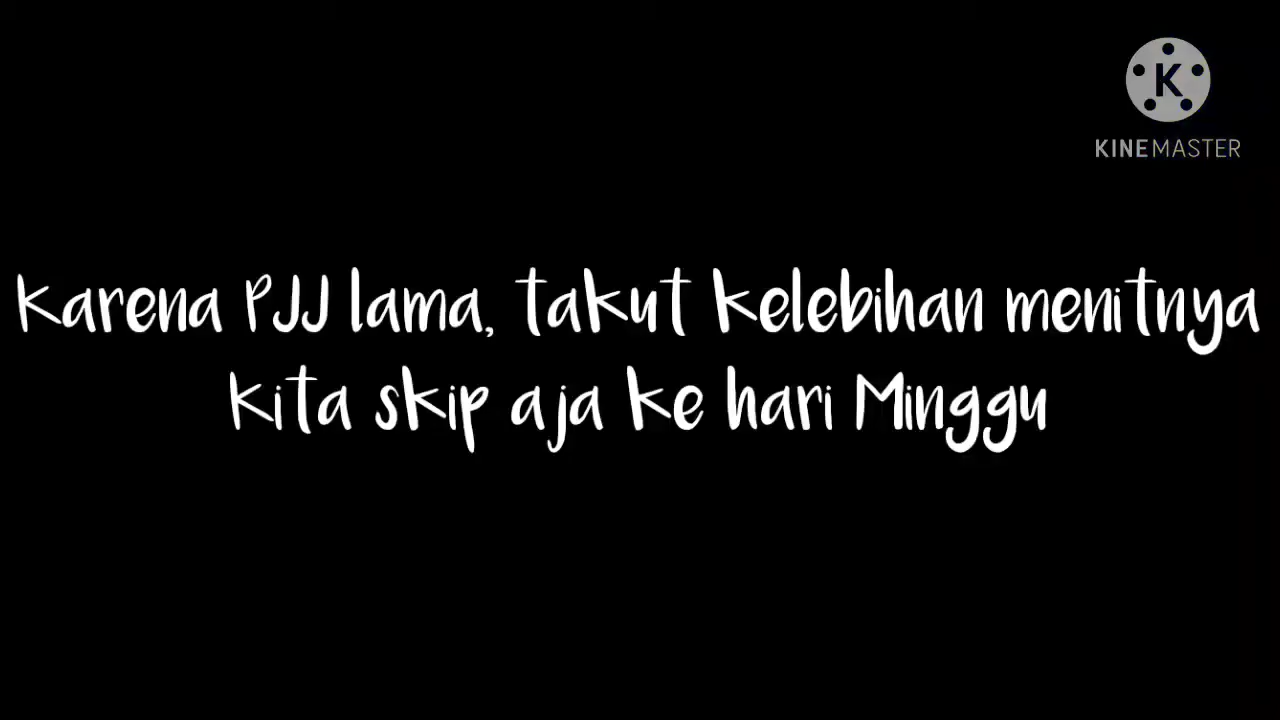 K
KINEMASTER
Karena PJJ lama, takut kelebihan menitnya
kita skip aja ke hari Minggu